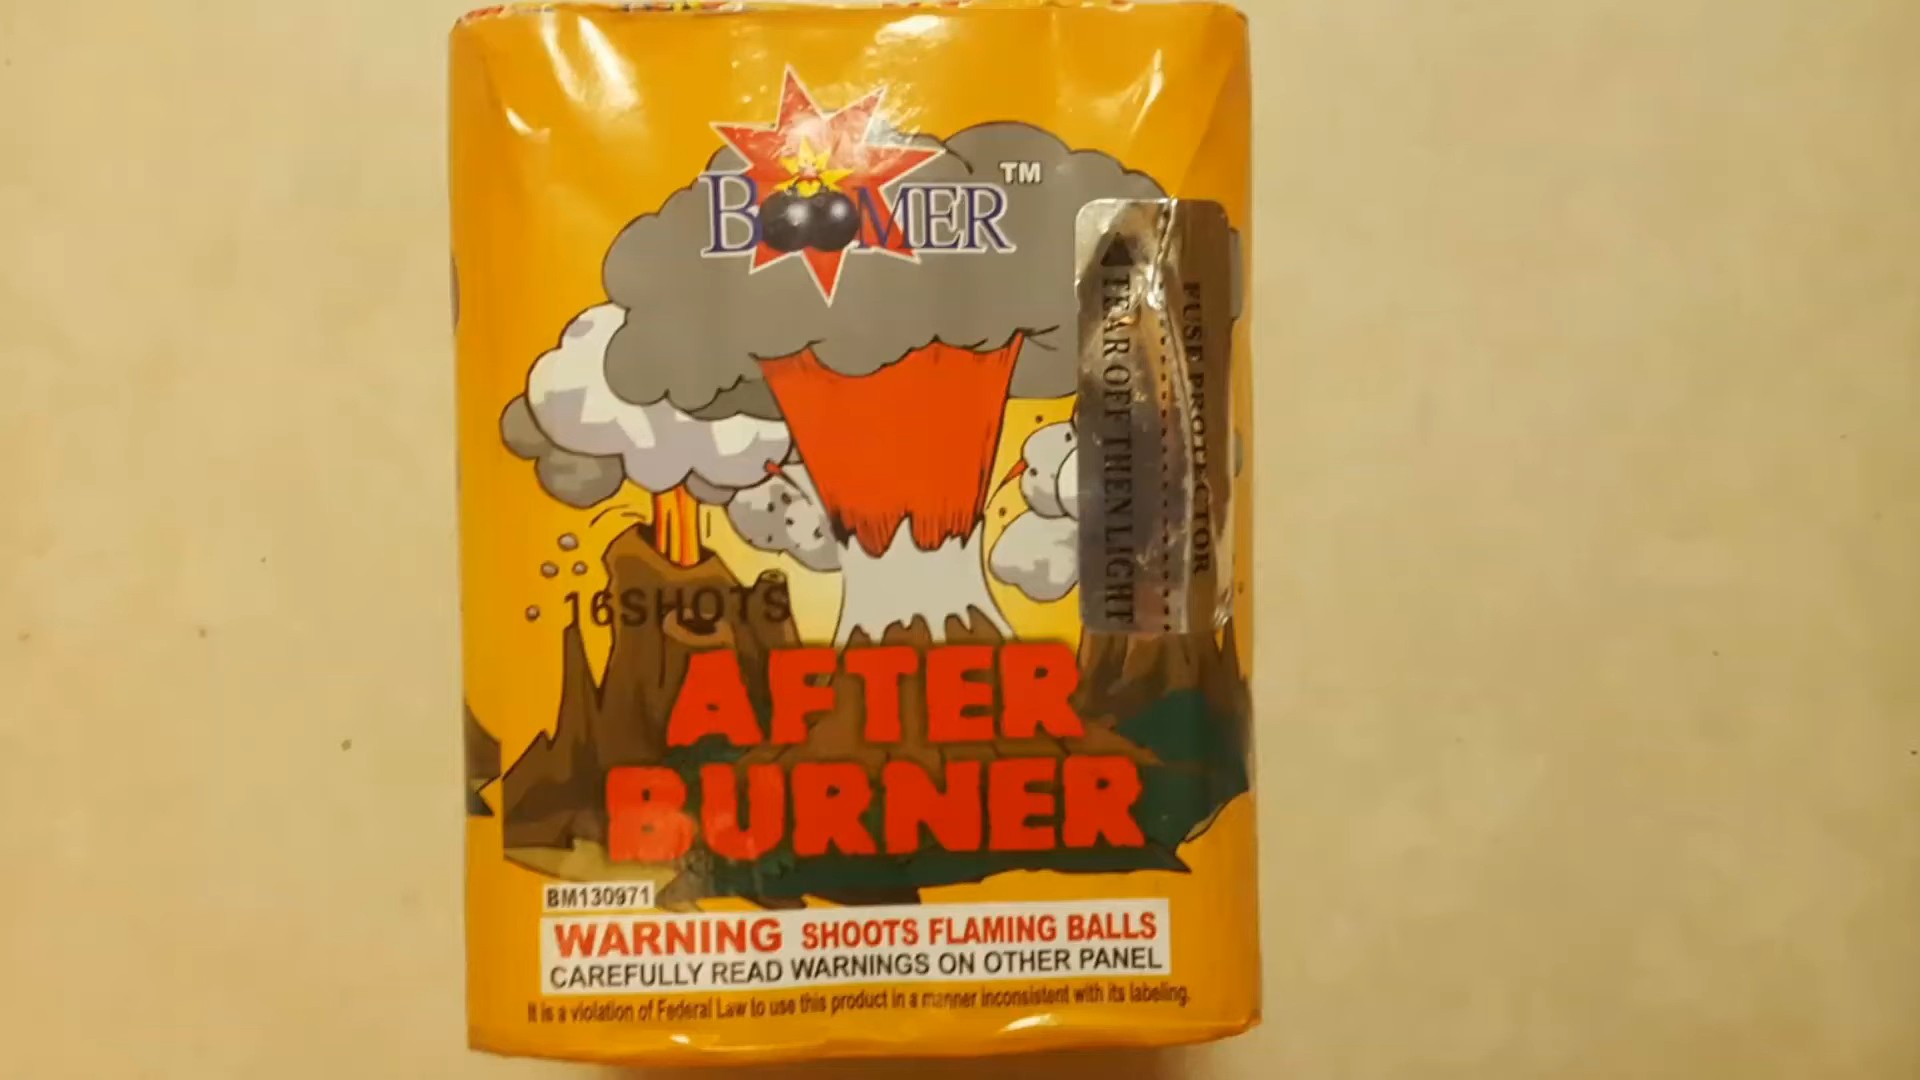 BOOMER™
FUSE PROTECTOR
TEAR OFF THEN LIGHT
16SHOTS
AFTER
BURNER
BM130971
WARNING SHOOTS FLAMING BALLS
CAREFULLY READ WARNINGS ON OTHER PANEL
It is a violation of Federal Law to use this product in a manner inconsistent with its labeling.